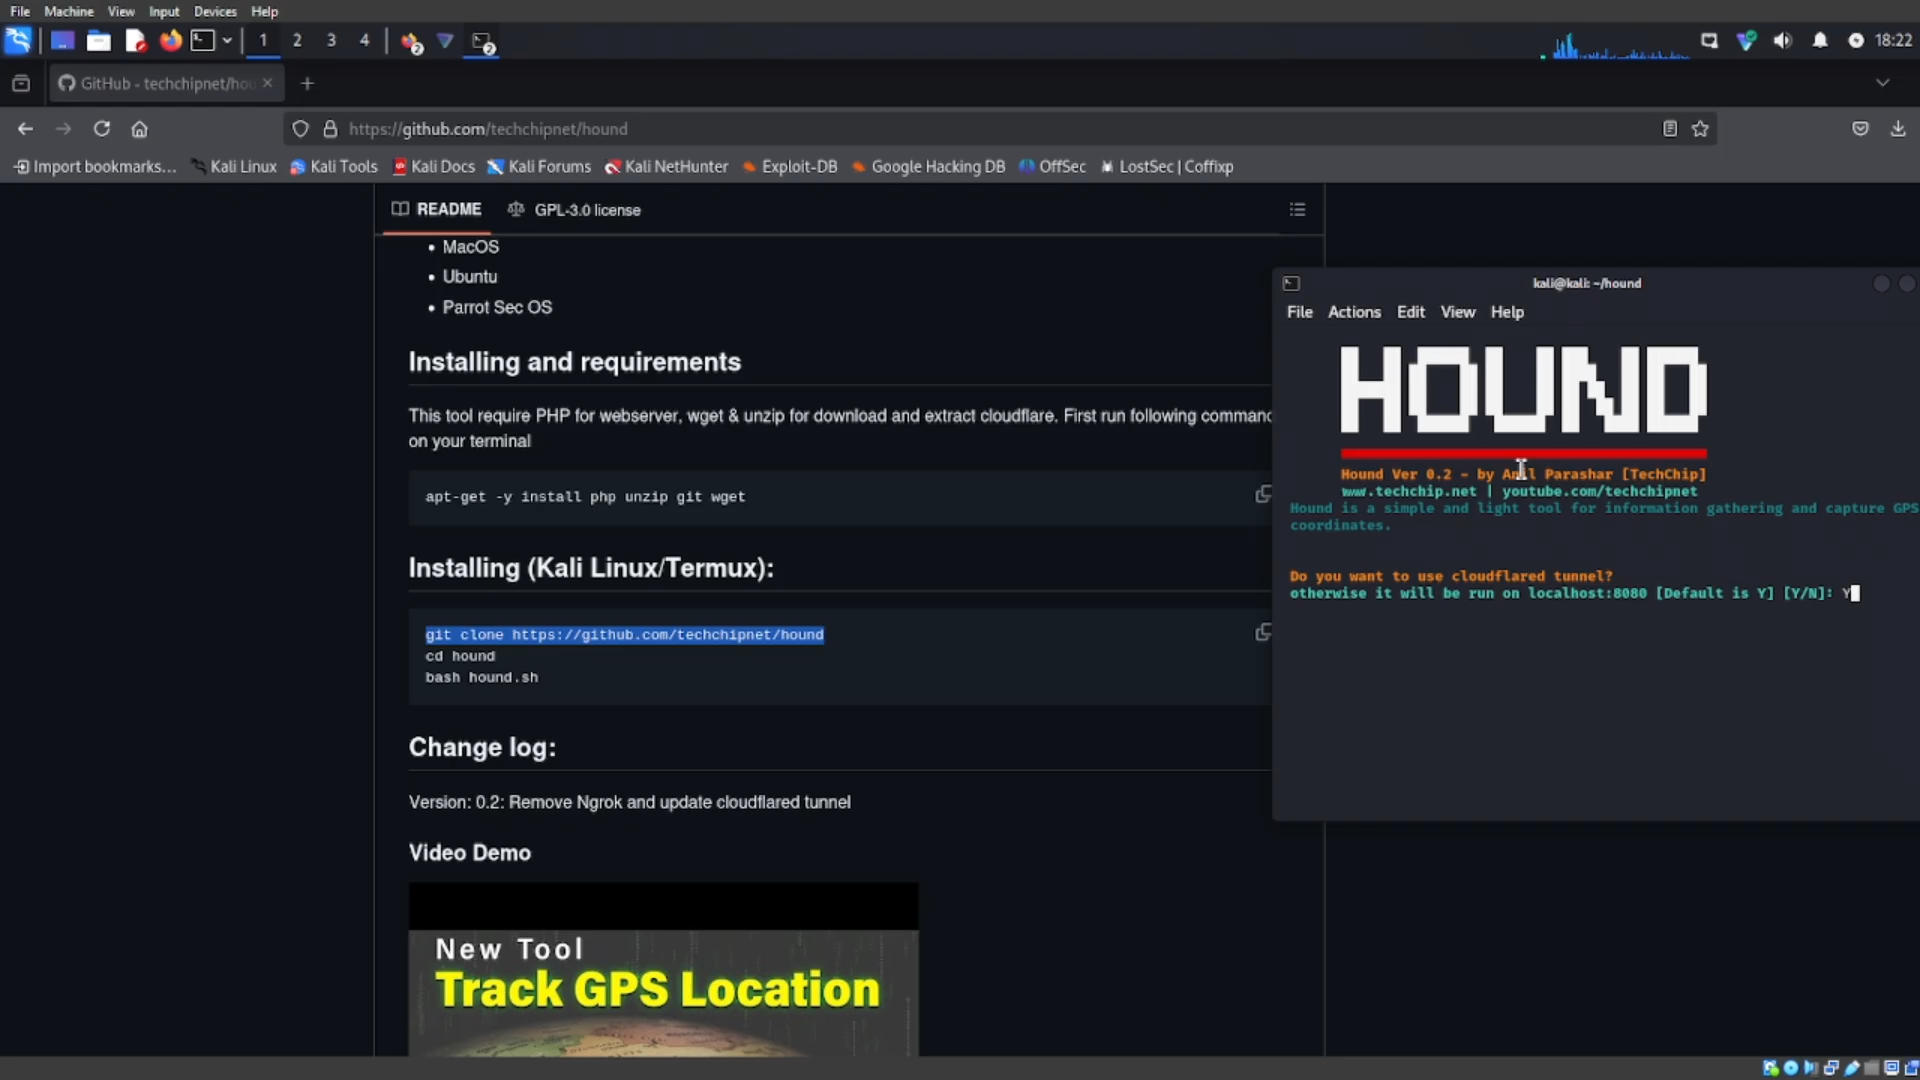 File Machine View Input Devices Help
1 2 3 4 18:22
GitHub - techchipnet/hou
https://github.com/techchipnet/hound
Import bookmarks... Kali Linux Kali Tools Kali Docs Kali Forums Kali NetHunter Exploit-DB Google Hacking DB OffSec LostSec | Coffixp
README GPL-3.0 license
• MacOS
• Ubuntu
• Parrot Sec OS
Installing and requirements
This tool require PHP for webserver, wget & unzip for download and extract cloudflare. First run following command
on your terminal
apt-get -y install php unzip git wget
Installing (Kali Linux/Termux):
git clone https://github.com/techchipnet/hound
cd hound
bash hound.sh
Change log:
Version: 0.2: Remove Ngrok and update cloudflared tunnel
Video Demo
New Tool
Track GPS Location
kali@kali: ~/hound
File Actions Edit View Help
HOUND
Hound Ver 0.2 - by Anil Parashar [TechChip]
www.techchip.net | youtube.com/techchipnet
Hound is a simple and light tool for information gathering and capture GPS
coordinates.
Do you want to use cloudflared tunnel?
otherwise it will be run on localhost:8080 [Default is Y] [Y/N]: Y